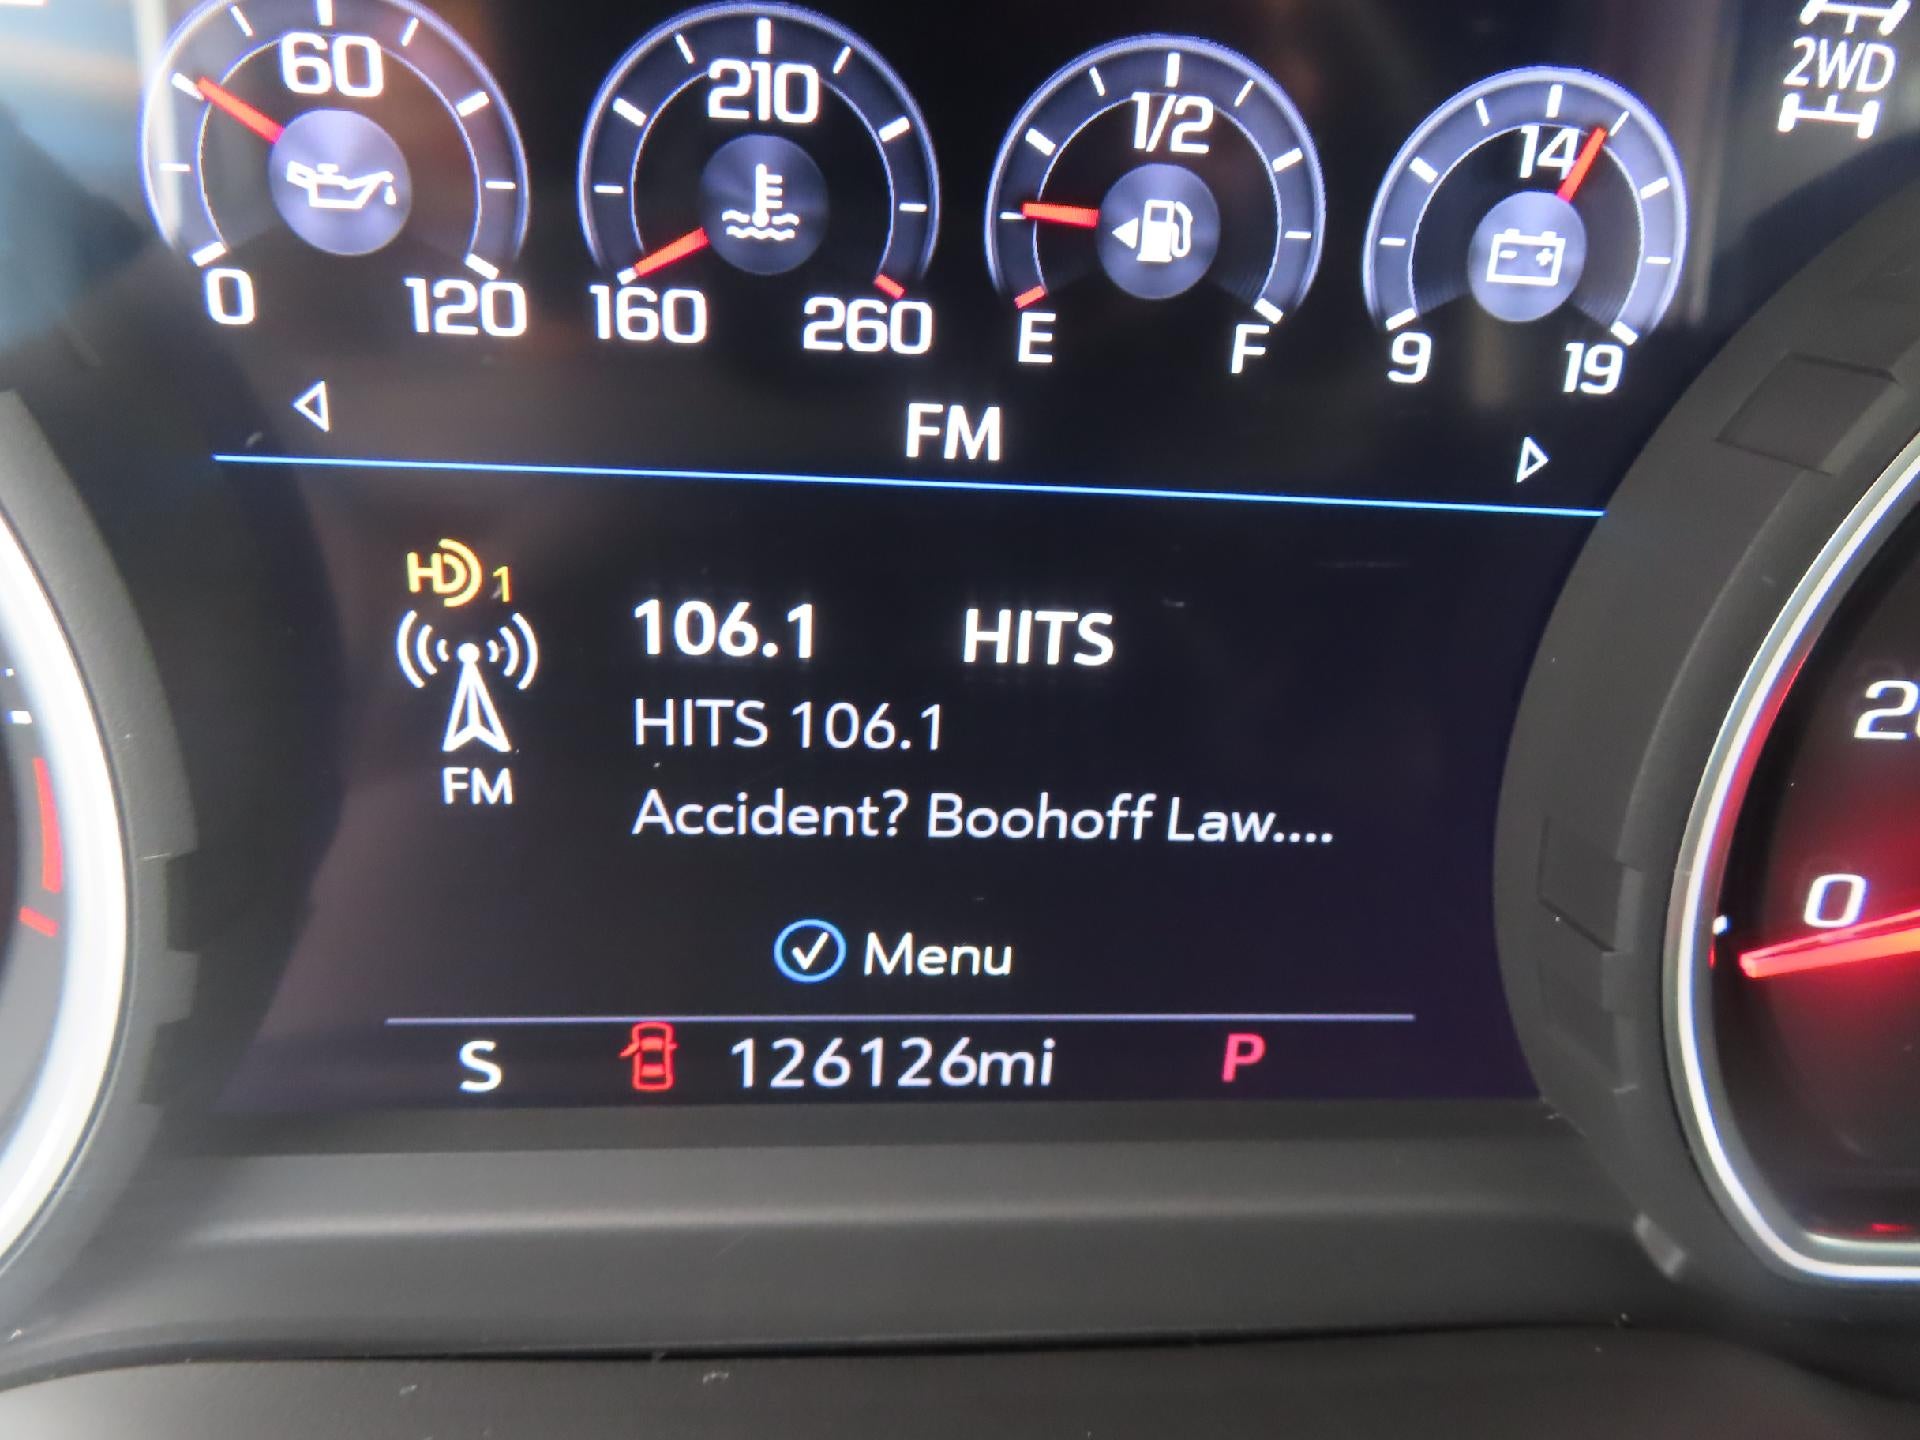 60
0 120
210
160 260
1/2
E F
14
9 19
2WD
FM
HD 1
FM
106.1 HITS
HITS 106.1
Accident? Boohoff Law....
Menu
S 126126mi P
0